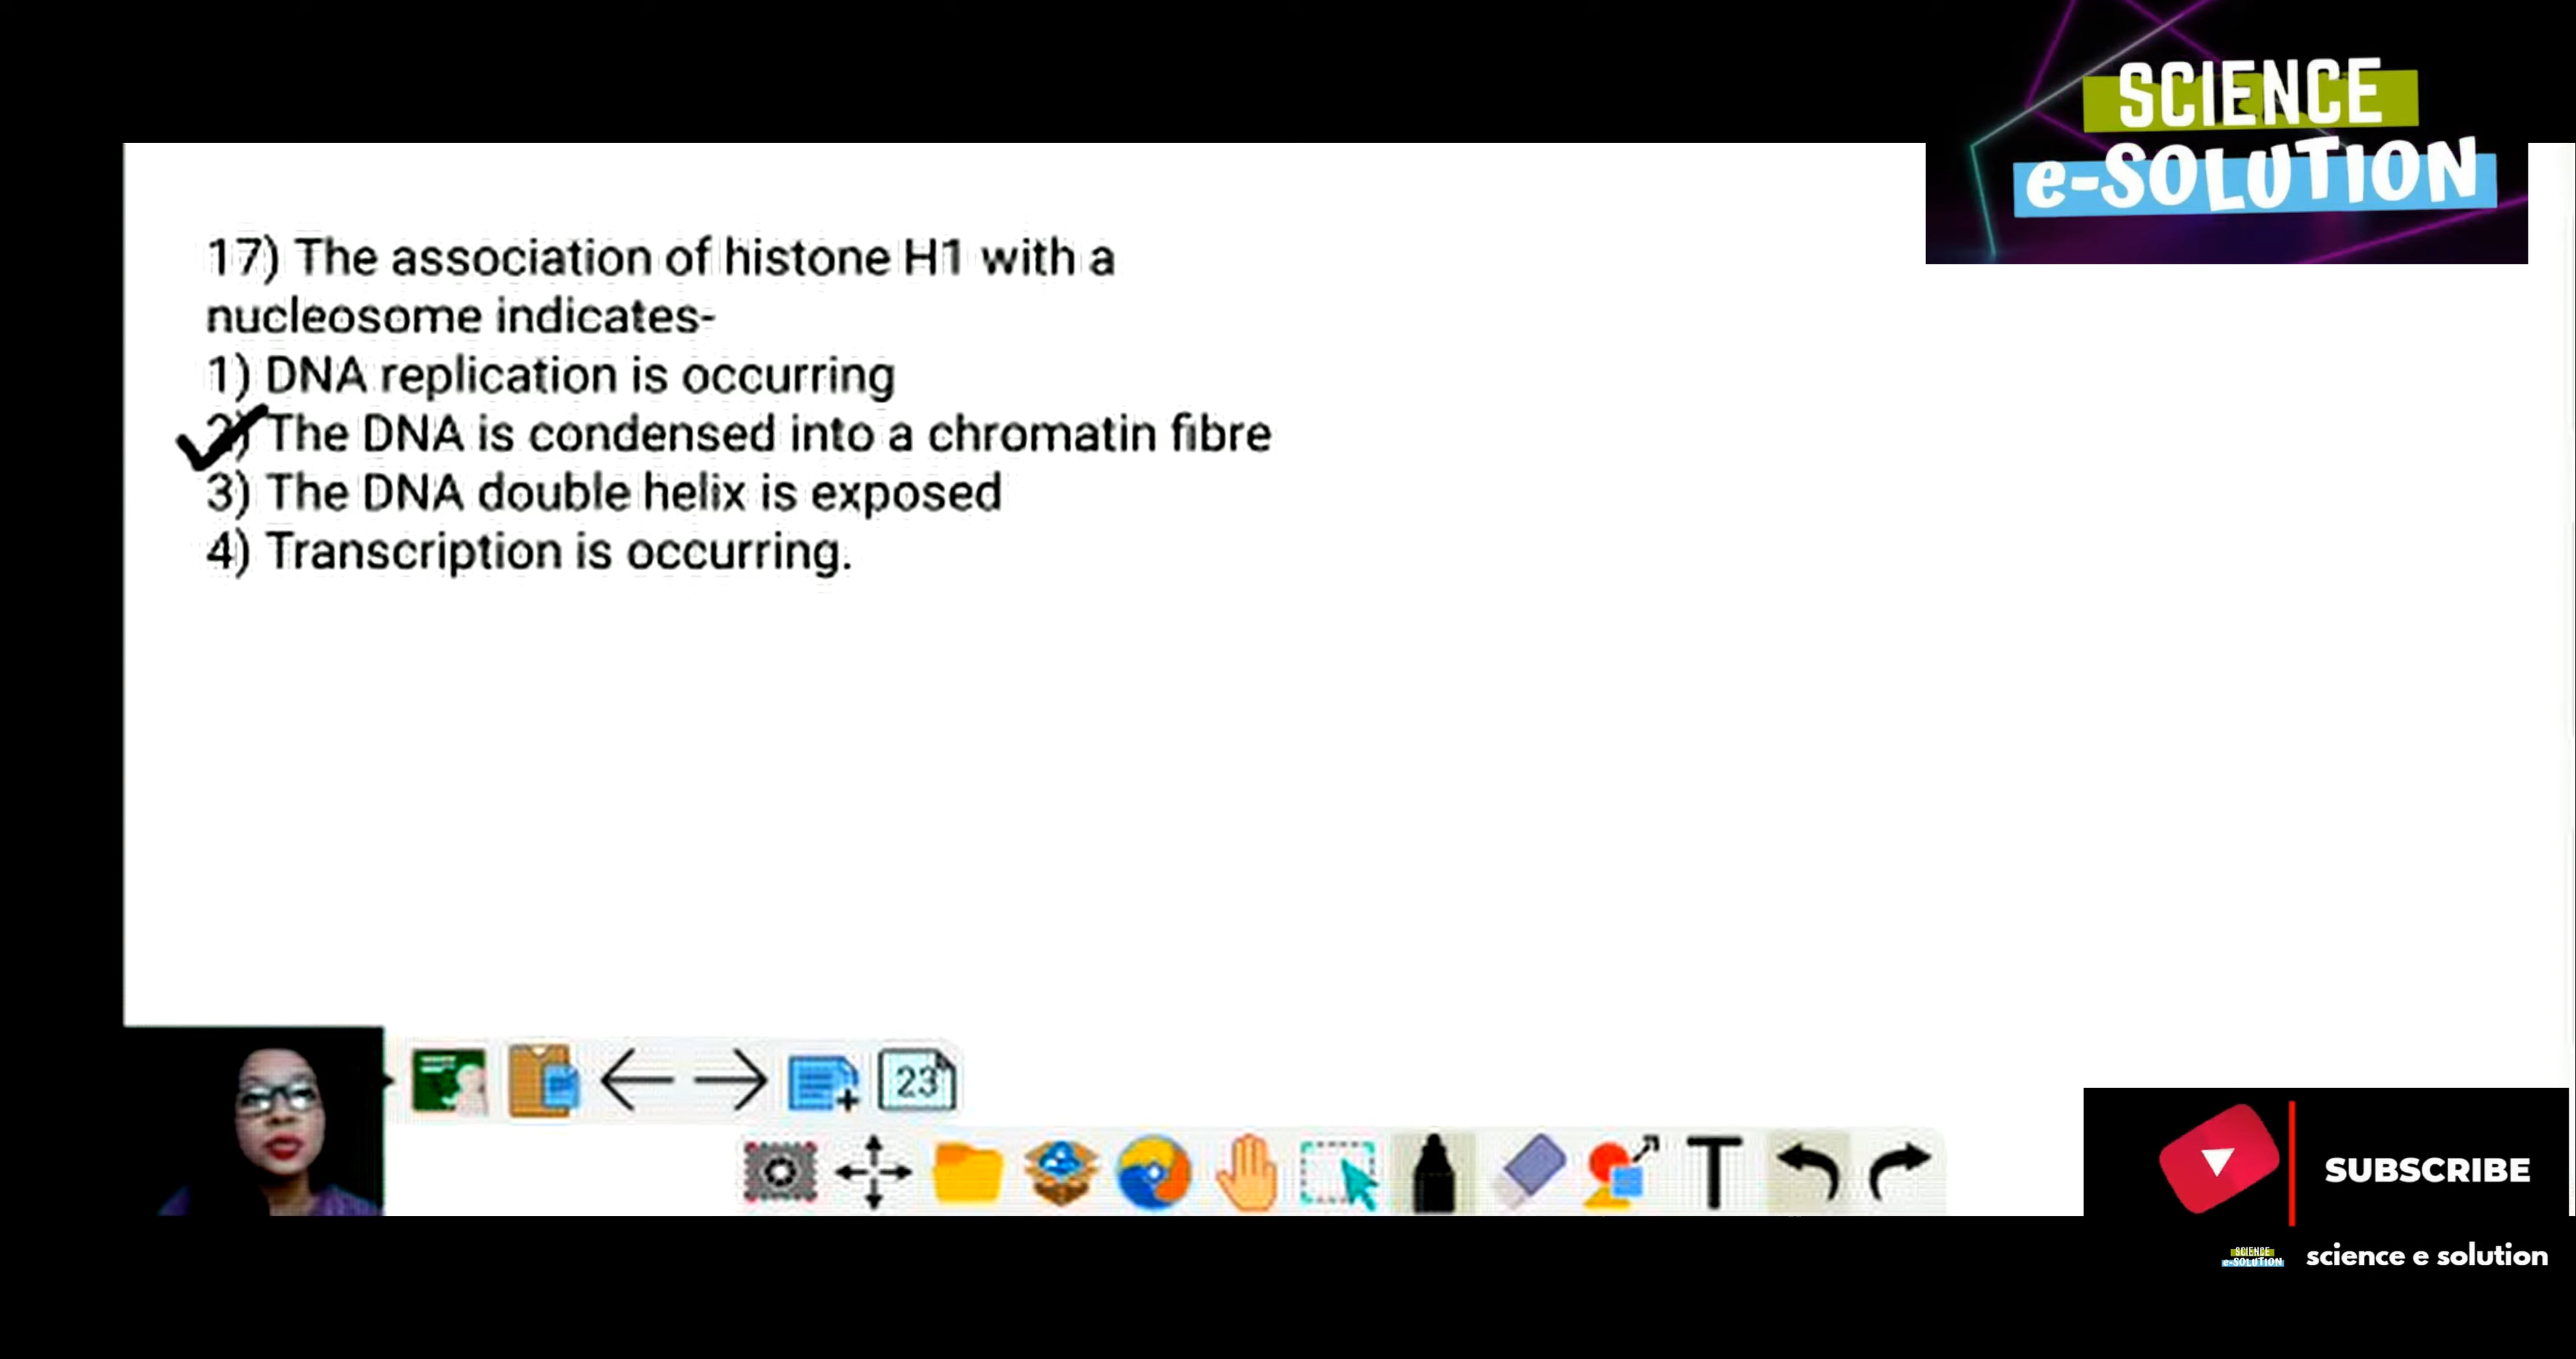 SCIENCE
e-SOLUTION
17) The association of histone H1 with a
nucleosome indicates-
1) DNA replication is occurring
2) The DNA is condensed into a chromatin fibre
3) The DNA double helix is exposed
4) Transcription is occurring.
23
T
SUBSCRIBE
SCIENCE
e-SOLUTION
science e solution